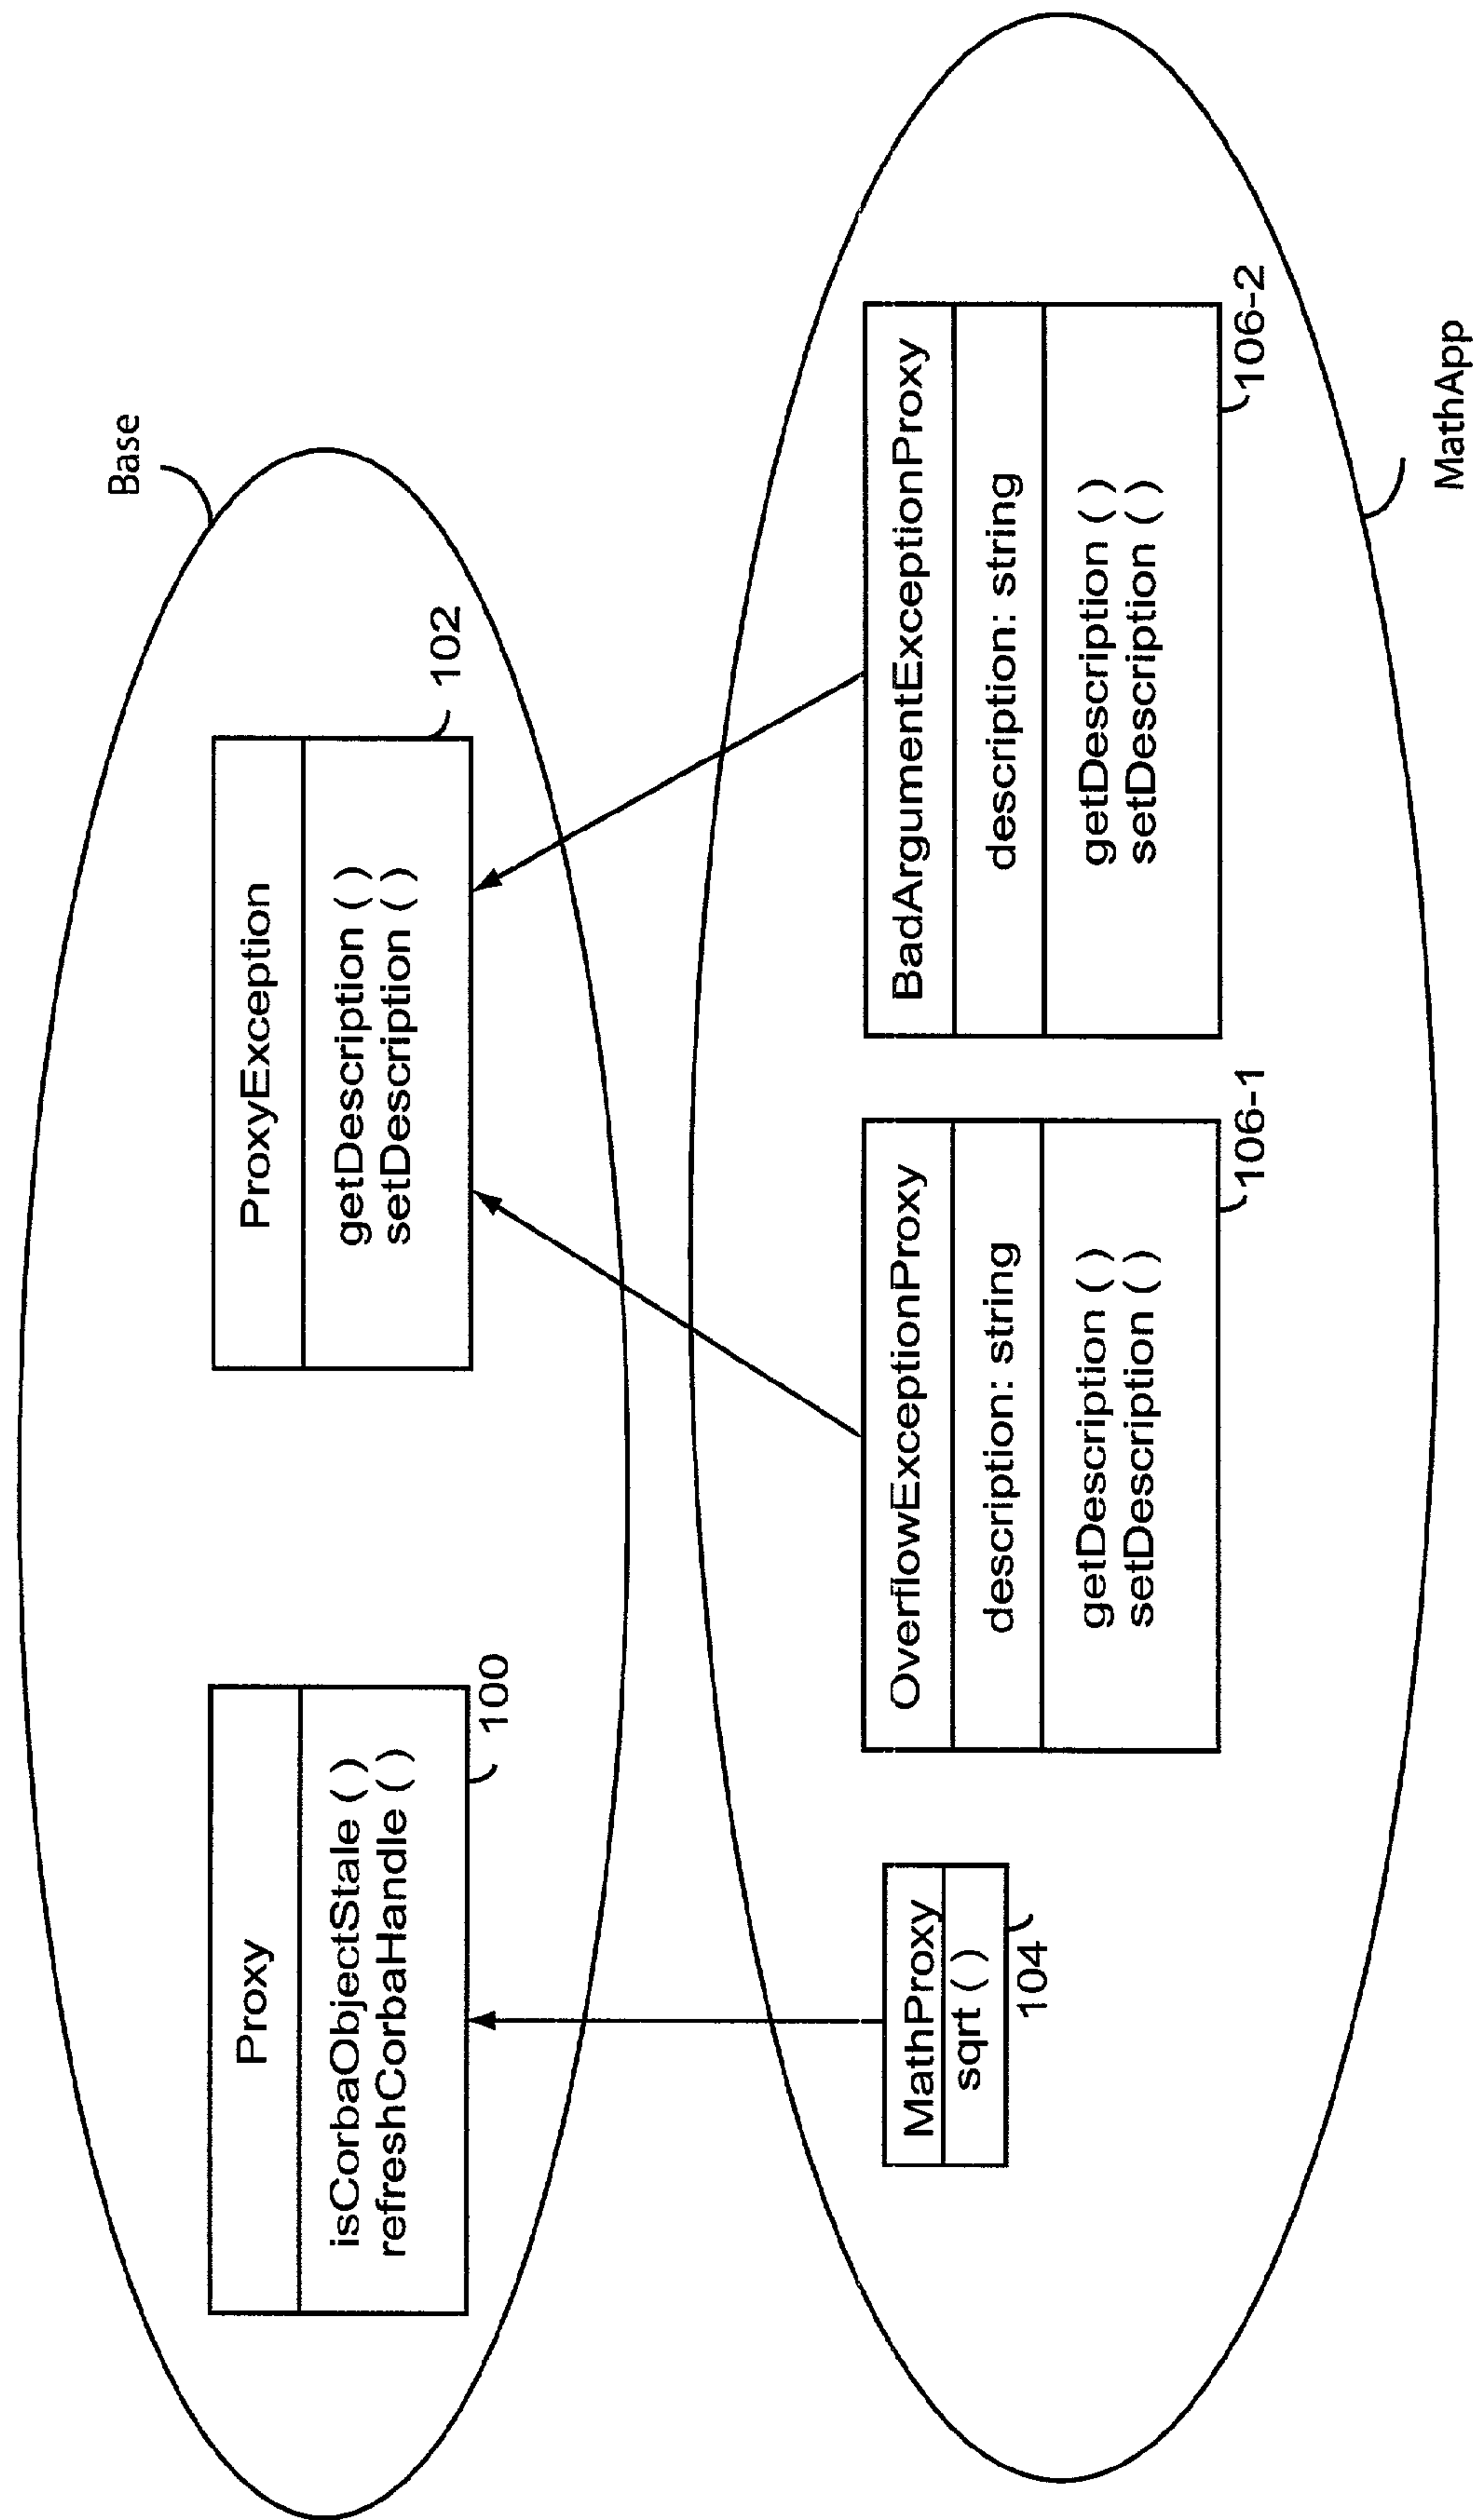 Base
Proxy
isCorbaObjectStale ( )
refreshCorbaHandle ( )
100
ProxyException
getDescription ( )
setDescription ( )
102
MathProxy
sqrt ( )
104
OverflowExceptionProxy
description: string
getDescription ( )
setDescription ( )
106-1
BadArgumentExceptionProxy
description: string
getDescription ( )
setDescription ( )
106-2
MathApp